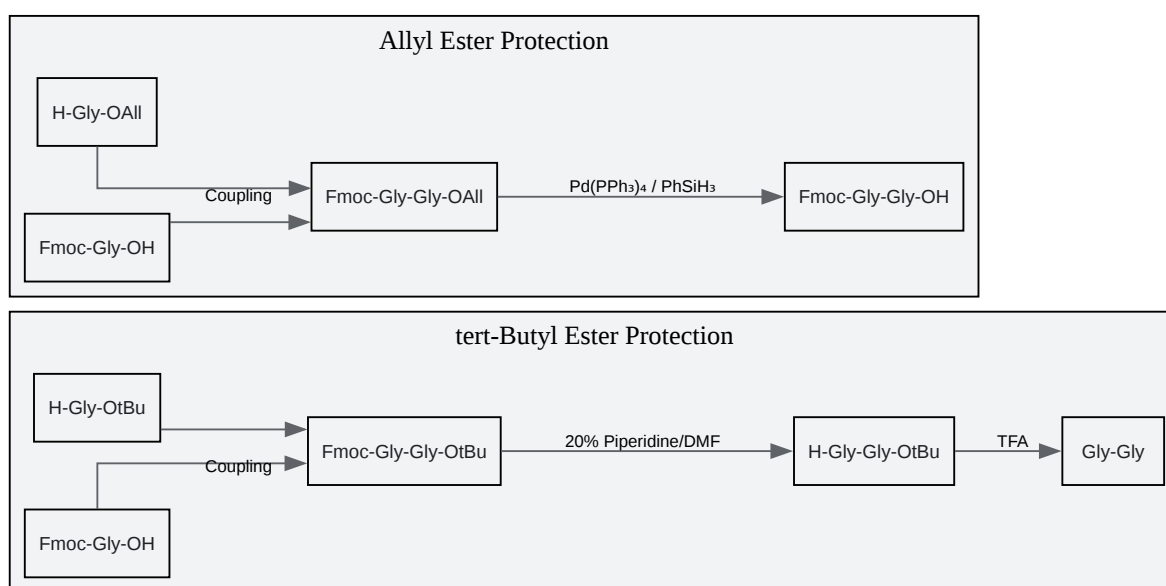 Allyl Ester Protection
H-Gly-OAll
Coupling
Fmoc-Gly-OH
Fmoc-Gly-Gly-OAll
Pd(PPh₃)₄ / PhSiH₃
Fmoc-Gly-Gly-OH
tert-Butyl Ester Protection
H-Gly-OtBu
Coupling
Fmoc-Gly-OH
Fmoc-Gly-Gly-OtBu
20% Piperidine/DMF
H-Gly-Gly-OtBu
TFA
Gly-Gly